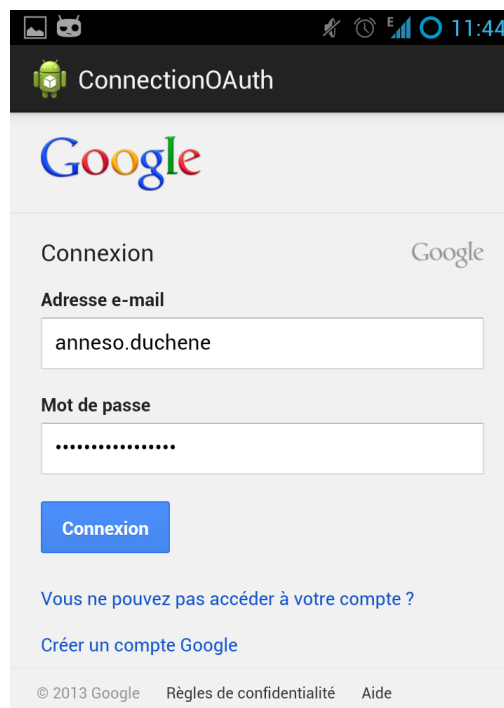 E 11:44
ConnectionOAuth
Google
Connexion Google
Adresse e-mail
anneso.duchene
Mot de passe
•••••••••••••••••
Connexion
Vous ne pouvez pas accéder à votre compte ?
Créer un compte Google
© 2013 Google Règles de confidentialité Aide